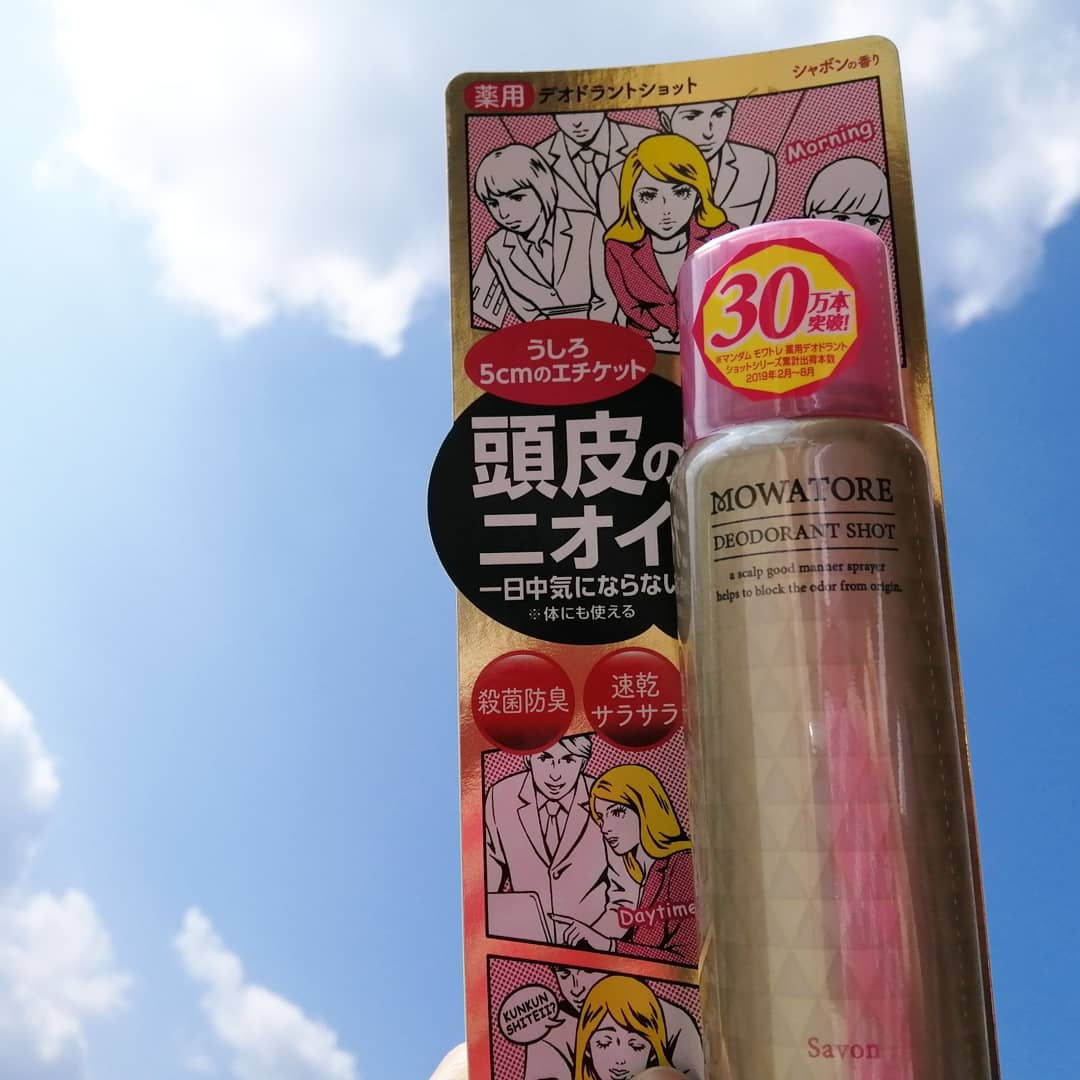 薬用 デオドラントショット
シャボンの香り
Morning
うしろ
5cmのエチケット
頭皮の
ニオイ
一日中気にならない
※体にも使える
殺菌防臭
速乾
サラサラ
Daytime
KUNKUN
SHITEII?
30万本
突破!
※マンダム モワトレ 薬用デオドラント
ショットシリーズ累計出荷本数
2019年2月〜8月
MOWATORE
DEODORANT SHOT
a scalp good manner sprayer
helps to block the odor from origin.
Savon